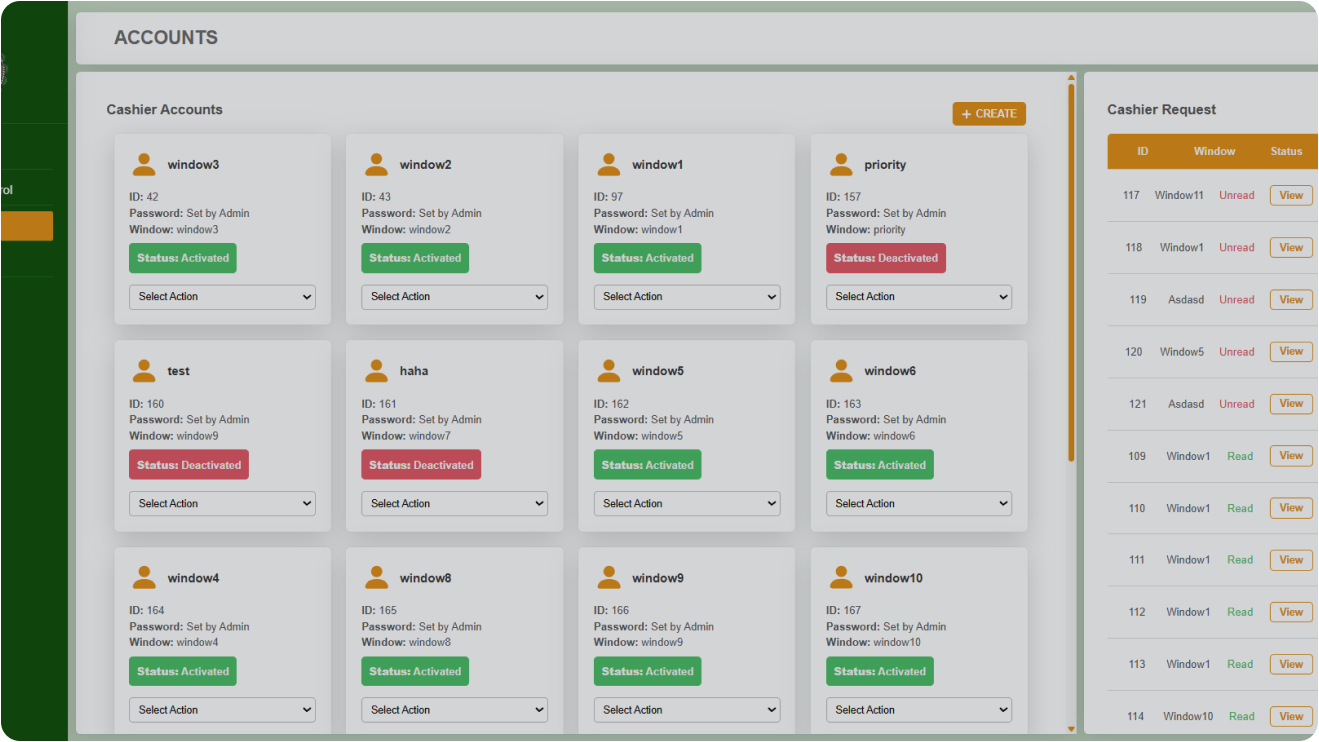 ACCOUNTS
rol
Cashier Accounts
+ CREATE
window3
ID: 42
Password: Set by Admin
Window: window3
Status: Activated
Select Action
window2
ID: 43
Password: Set by Admin
Window: window2
Status: Activated
Select Action
window1
ID: 97
Password: Set by Admin
Window: window1
Status: Activated
Select Action
priority
ID: 157
Password: Set by Admin
Window: priority
Status: Deactivated
Select Action
test
ID: 160
Password: Set by Admin
Window: window9
Status: Deactivated
Select Action
haha
ID: 161
Password: Set by Admin
Window: window7
Status: Deactivated
Select Action
window5
ID: 162
Password: Set by Admin
Window: window5
Status: Activated
Select Action
window6
ID: 163
Password: Set by Admin
Window: window6
Status: Activated
Select Action
window4
ID: 164
Password: Set by Admin
Window: window4
Status: Activated
Select Action
window8
ID: 165
Password: Set by Admin
Window: window8
Status: Activated
Select Action
window9
ID: 166
Password: Set by Admin
Window: window9
Status: Activated
Select Action
window10
ID: 167
Password: Set by Admin
Window: window10
Status: Activated
Select Action
Cashier Request
ID Window Status
117 Window11 Unread View
118 Window1 Unread View
119 Asdasd Unread View
120 Window5 Unread View
121 Asdasd Unread View
109 Window1 Read View
110 Window1 Read View
111 Window1 Read View
112 Window1 Read View
113 Window1 Read View
114 Window10 Read View